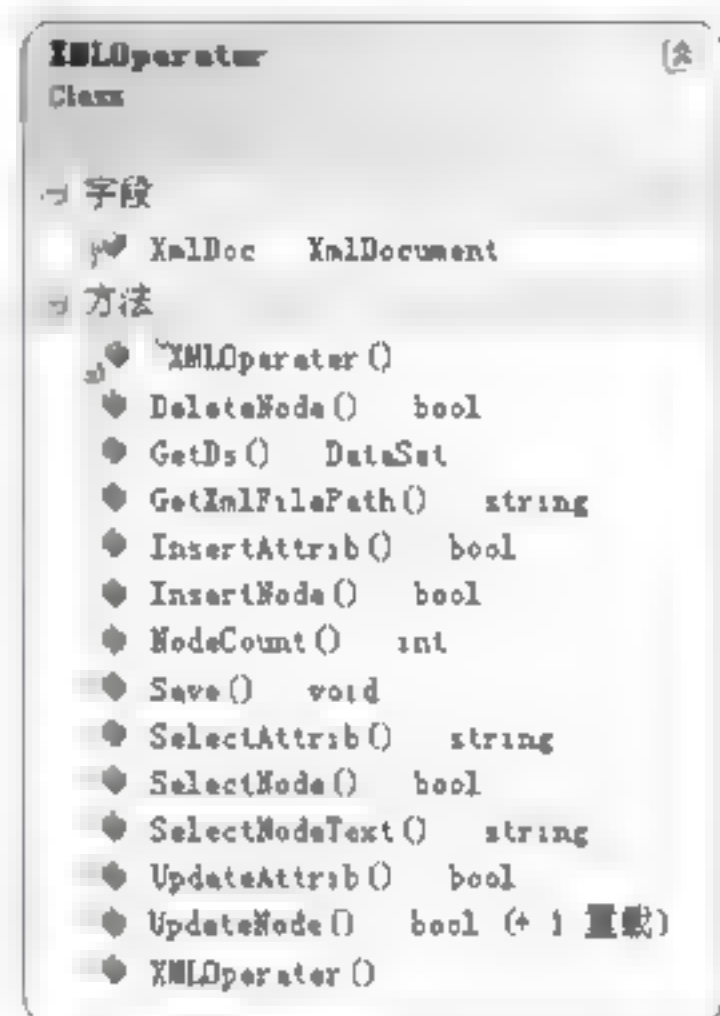 XMLOperater
Class
字段
XmlDoc XmlDocument
方法
~XMLOperater()
DeleteNode() bool
GetDs() DataSet
GetXmlFilePath() string
InsertAttrib() bool
InsertNode() bool
NodeCount() int
Save() void
SelectAttrib() string
SelectNode() bool
SelectNodeText() string
UpdateAttrib() bool
UpdateNode() bool (+ 1 重载)
XMLOperater()